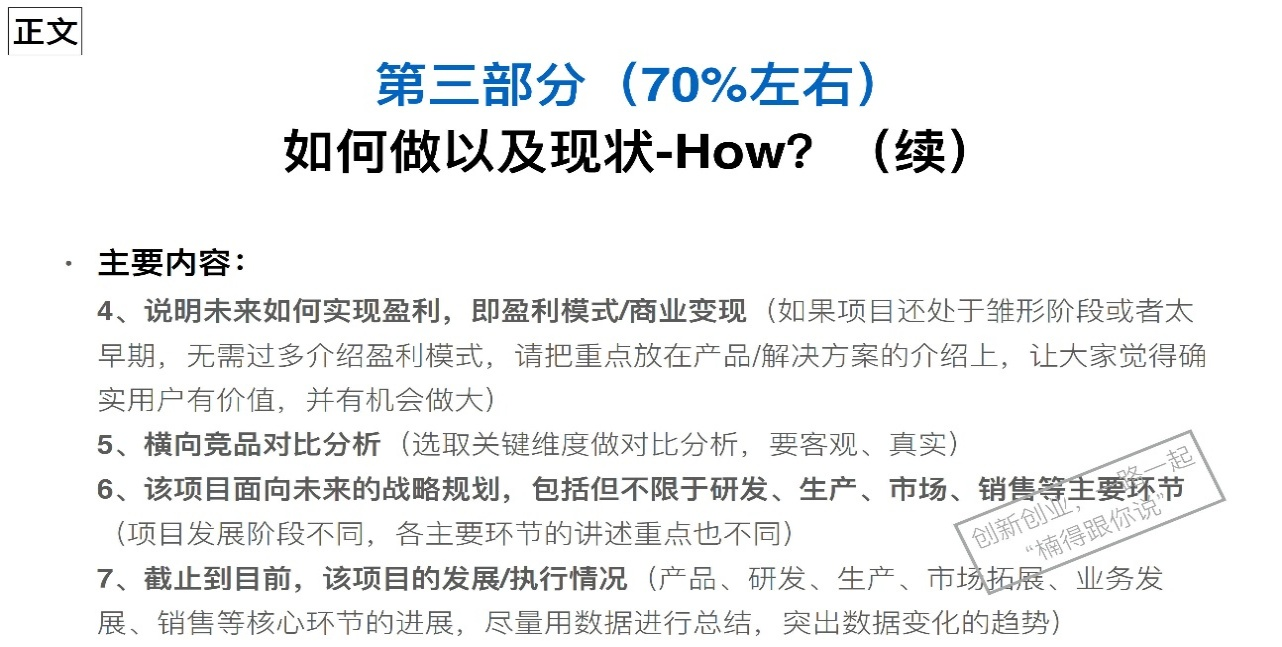 正文
第三部分（70%左右）
如何做以及现状-How？（续）
· 主要内容：
4、说明未来如何实现盈利，即盈利模式/商业变现（如果项目还处于雏形阶段或者太
早期，无需过多介绍盈利模式，请把重点放在产品/解决方案的介绍上，让大家觉得确
实用户有价值，并有机会做大）
5、横向竞品对比分析（选取关键维度做对比分析，要客观、真实）
6、该项目面向未来的战略规划，包括但不限于研发、生产、市场、销售等主要环节
（项目发展阶段不同，各主要环节的讲述重点也不同）
7、截止到目前，该项目的发展/执行情况（产品、研发、生产、市场拓展、业务发
展、销售等核心环节的进展，尽量用数据进行总结，突出数据变化的趋势）
创新创业，一路一起
“楠得跟你说”